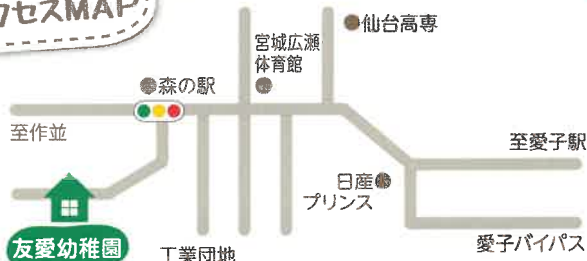 クセスMAP
仙台高専
宮城広瀬
体育館
森の駅
至作並
至愛子駅
日産
プリンス
友愛幼稚園
工業団地
愛子バイパス